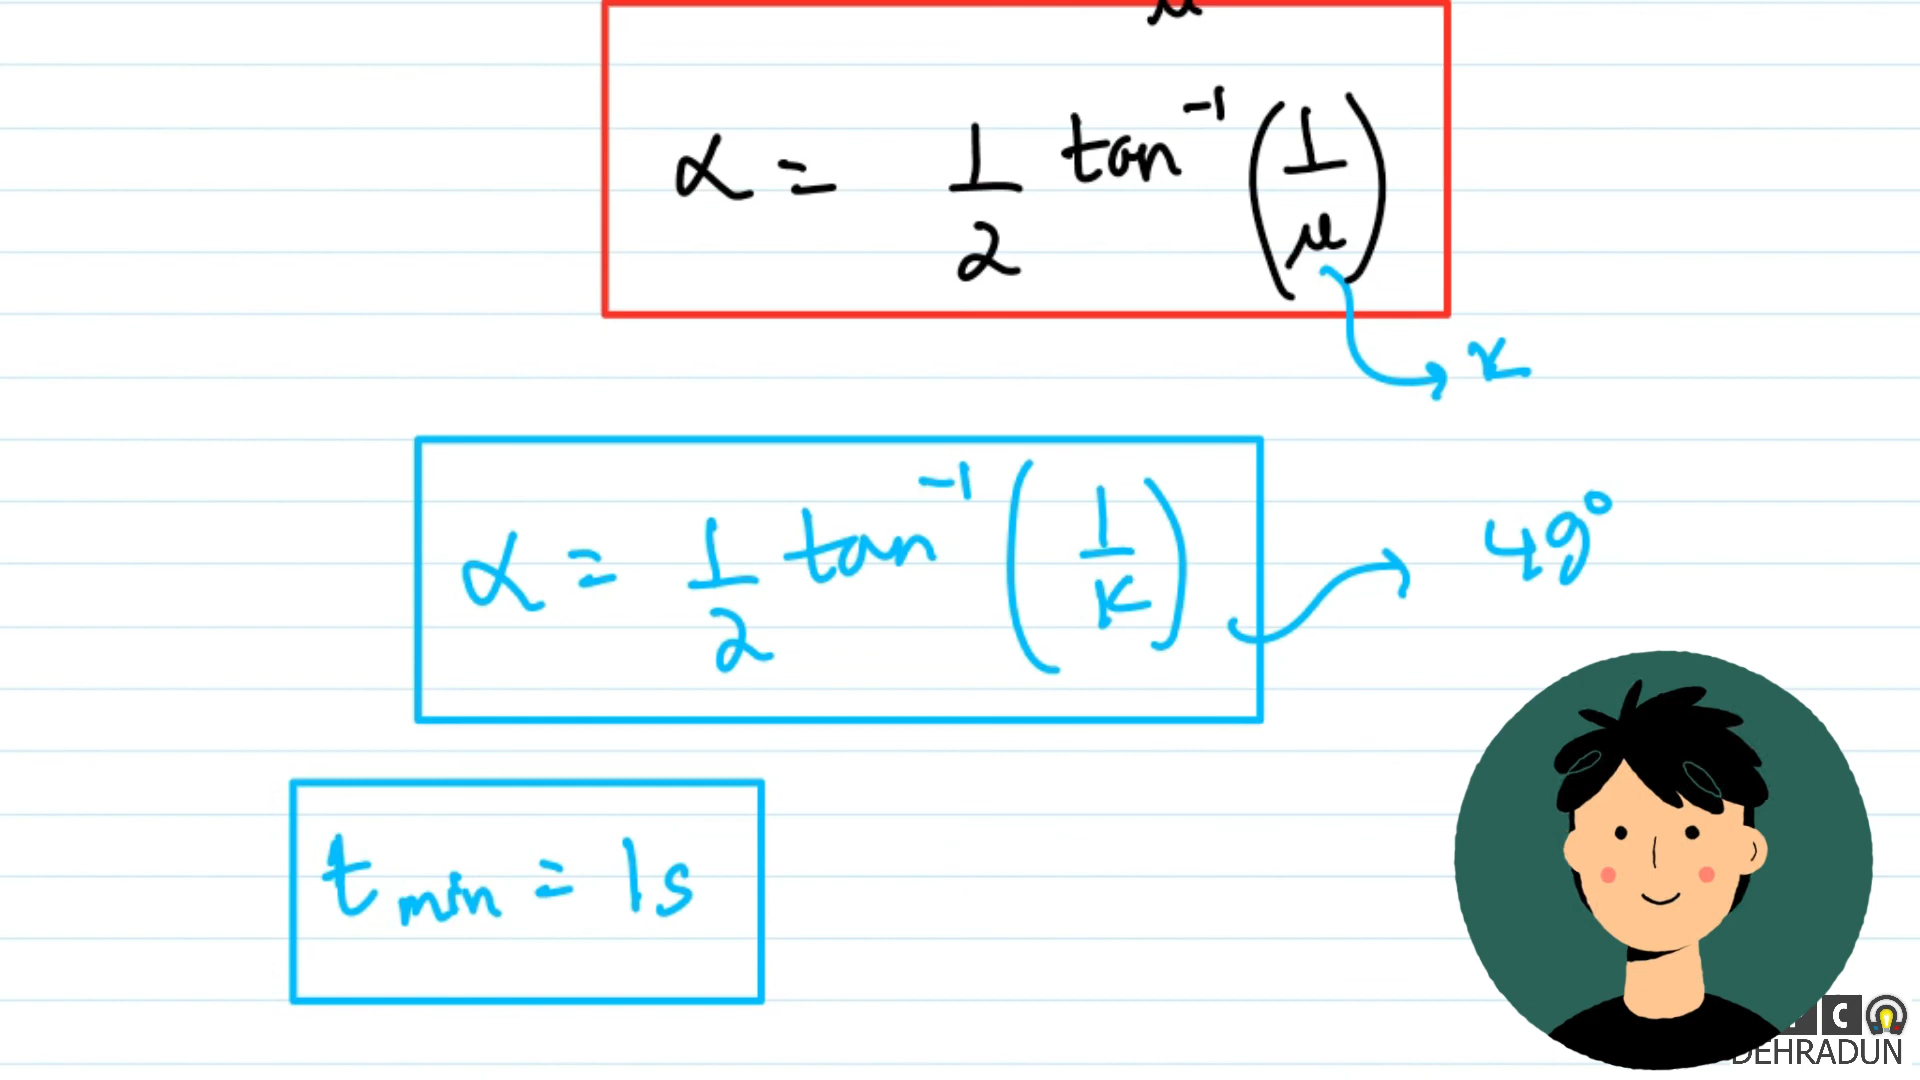 μ
α = 1/2 tan⁻¹ (1/μ)
k
α = 1/2 tan⁻¹ (1/k)
49°
t min = 1s
C
DEHRADUN